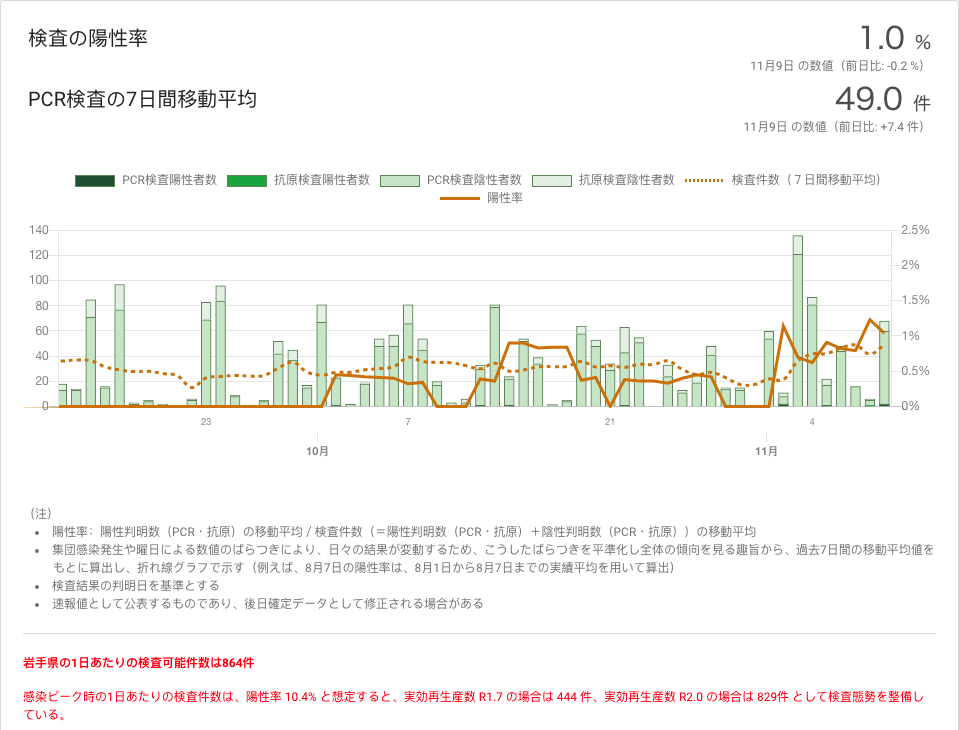 検査の陽性率
1.0 %
11月9日 の数値（前日比: -0.2 %）
PCR検査の7日間移動平均
49.0 件
11月9日 の数値（前日比: +7.4 件）
PCR検査陽性者数 抗原検査陽性者数 PCR検査陰性者数 抗原検査陰性者数 検査件数（７日間移動平均）
陽性率
140 2.5%
120 2%
100 1.5%
80
60 1%
40 0.5%
20
0 0%
23 7 21 4
10月 11月
（注）
• 陽性率：陽性判明数（PCR・抗原）の移動平均 / 検査件数（＝陽性判明数（PCR・抗原）＋陰性判明数（PCR・抗原））の移動平均
• 集団感染発生や曜日による数値のばらつきにより、日々の結果が変動するため、こうしたばらつきを平準化し全体の傾向を見る趣旨から、過去7日間の移動平均値を
もとに算出し、折れ線グラフで示す（例えば、8月7日の陽性率は、8月1日から8月7日までの実績平均を用いて算出）
• 検査結果の判明日を基準とする
• 速報値として公表するものであり、後日確定データとして修正される場合がある
岩手県の1日あたりの検査可能件数は864件
感染ピーク時の1日あたりの検査件数は、陽性率 10.4% と想定すると、実効再生産数 R1.7 の場合は 444 件、実効再生産数 R2.0 の場合は 829件 として検査態勢を整備し
ている。